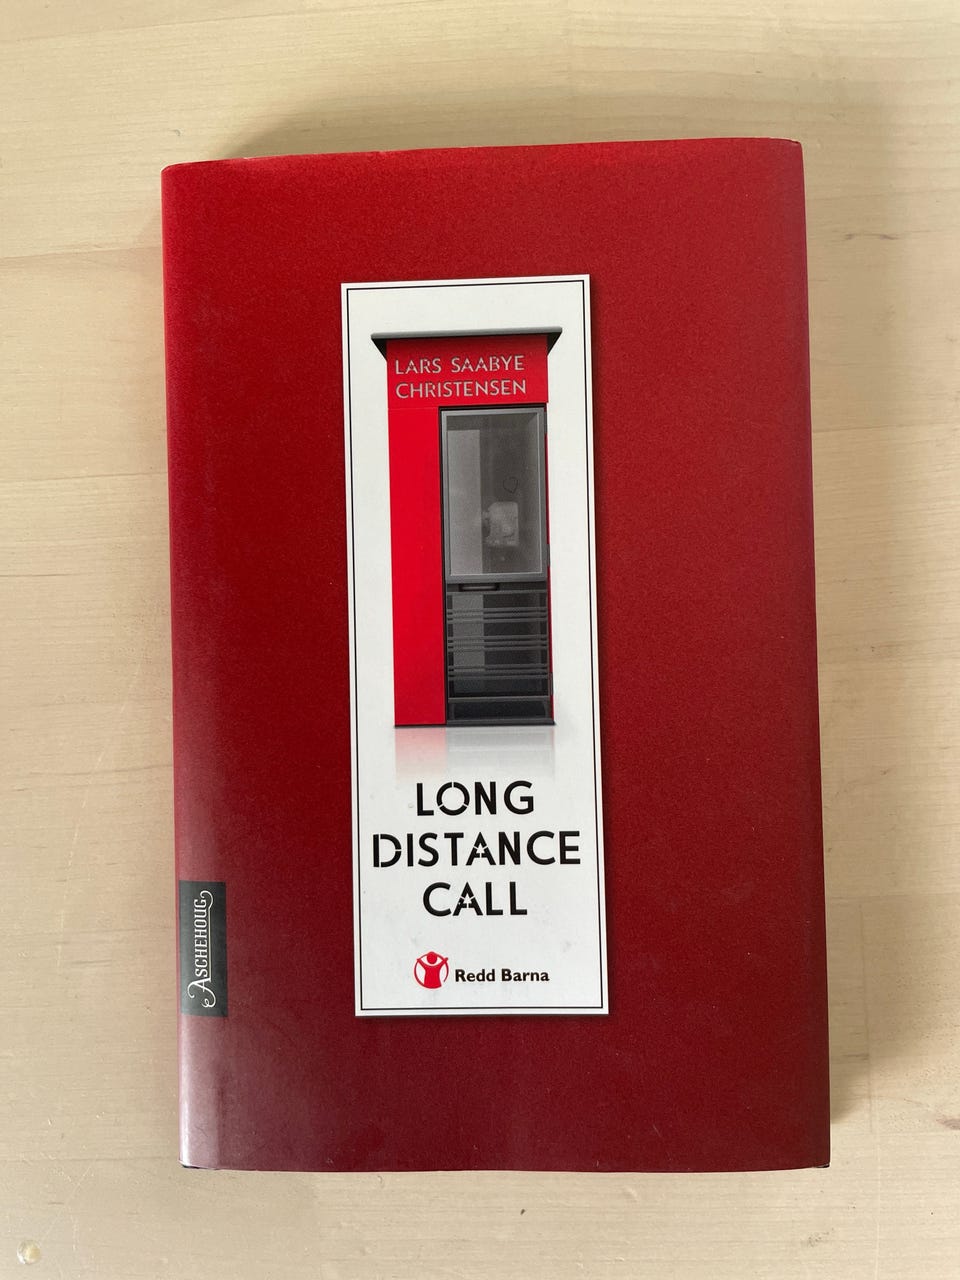 LARS SAABYE
CHRISTENSEN
LONG
DISTANCE
CALL
Redd Barna
ASCHEHOUG